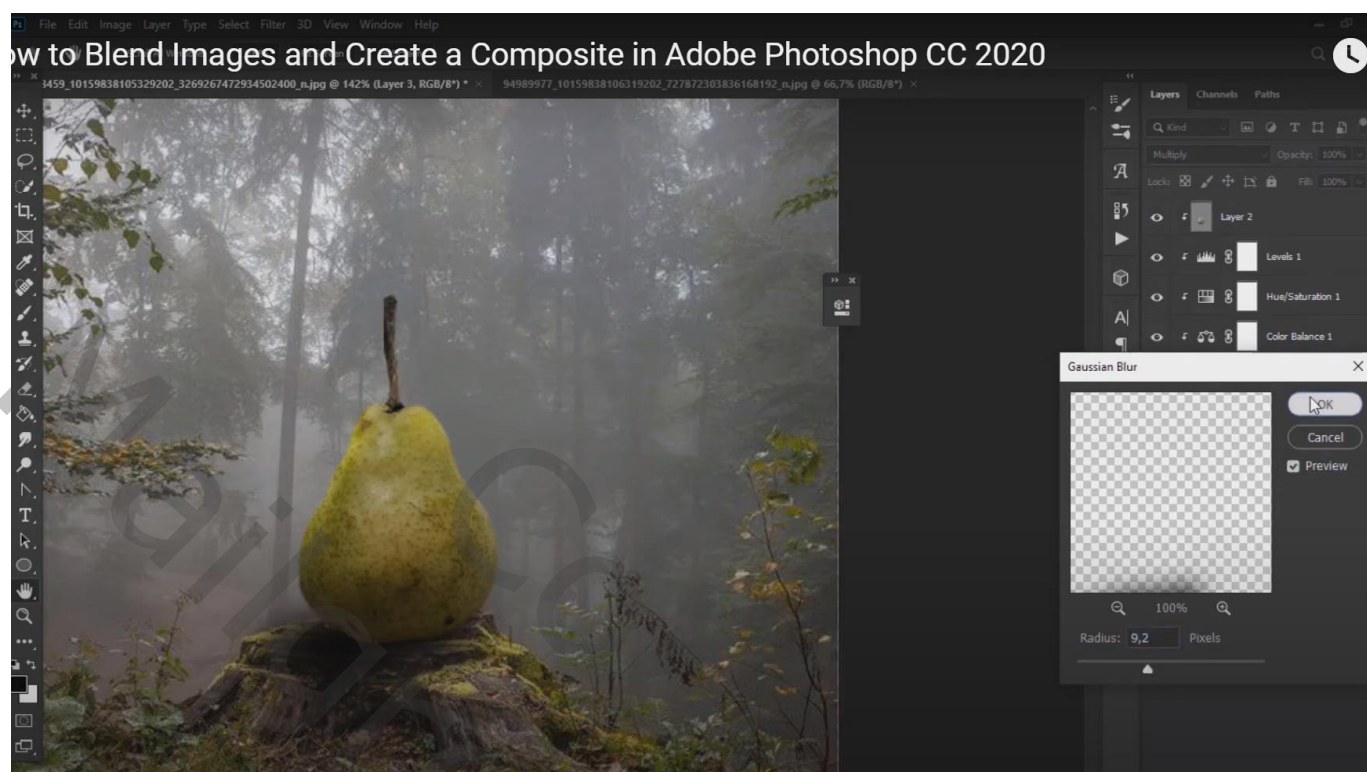 Ps File Edit Image Layer Type Select Filter 3D View Window Help
ow to Blend Images and Create a Composite in Adobe Photoshop CC 2020
3459_10159838105329202_3269267472934502400_n.jpg @ 142% (Layer 3, RGB/8*) * × 94989977_10159838106319202_727872303836168192_n.jpg @ 66,7% (RGB/8*) ×
Layers Channels Paths
Kind
Multiply Opacity: 100%
Lock: Fill: 100%
Layer 2
Levels 1
Hue/Saturation 1
Color Balance 1
Gaussian Blur
OK
Cancel
Preview
100%
Radius: 9,2 Pixels